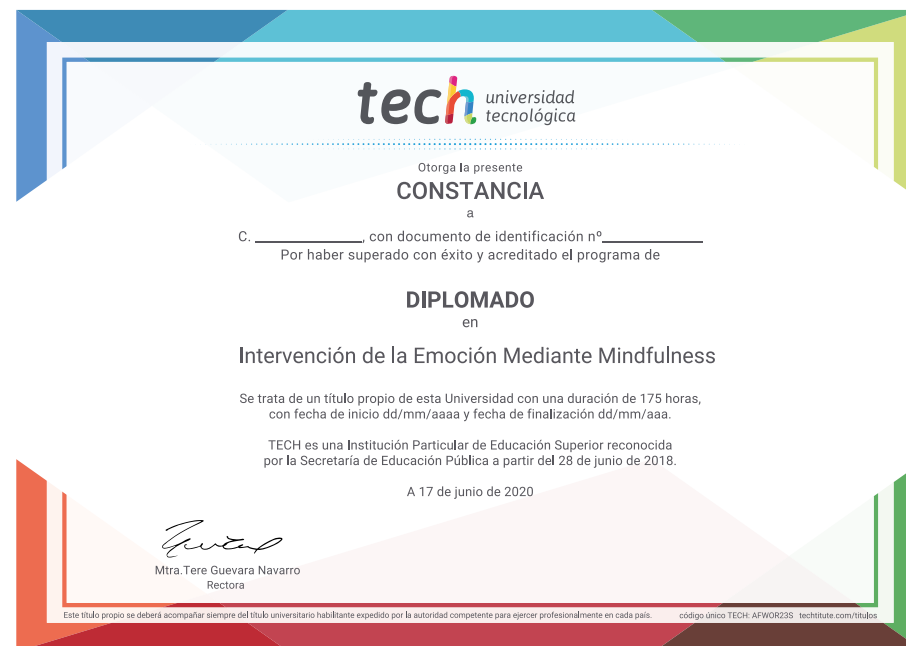 tech universidad
tecnológica
Otorga la presente
CONSTANCIA
a
C. ____________, con documento de identificación nº___________
Por haber superado con éxito y acreditado el programa de
DIPLOMADO
en
Intervención de la Emoción Mediante Mindfulness
Se trata de un título propio de esta Universidad con una duración de 175 horas,
con fecha de inicio dd/mm/aaaa y fecha de finalización dd/mm/aaa.
TECH es una Institución Particular de Educación Superior reconocida
por la Secretaría de Educación Pública a partir del 28 de junio de 2018.
A 17 de junio de 2020
Mtra.Tere Guevara Navarro
Rectora
Este título propio se deberá acompañar siempre del título universitario habilitante expedido por la autoridad competente para ejercer profesionalmente en cada país. código único TECH: AFWOR23S techtitute.com/titulos